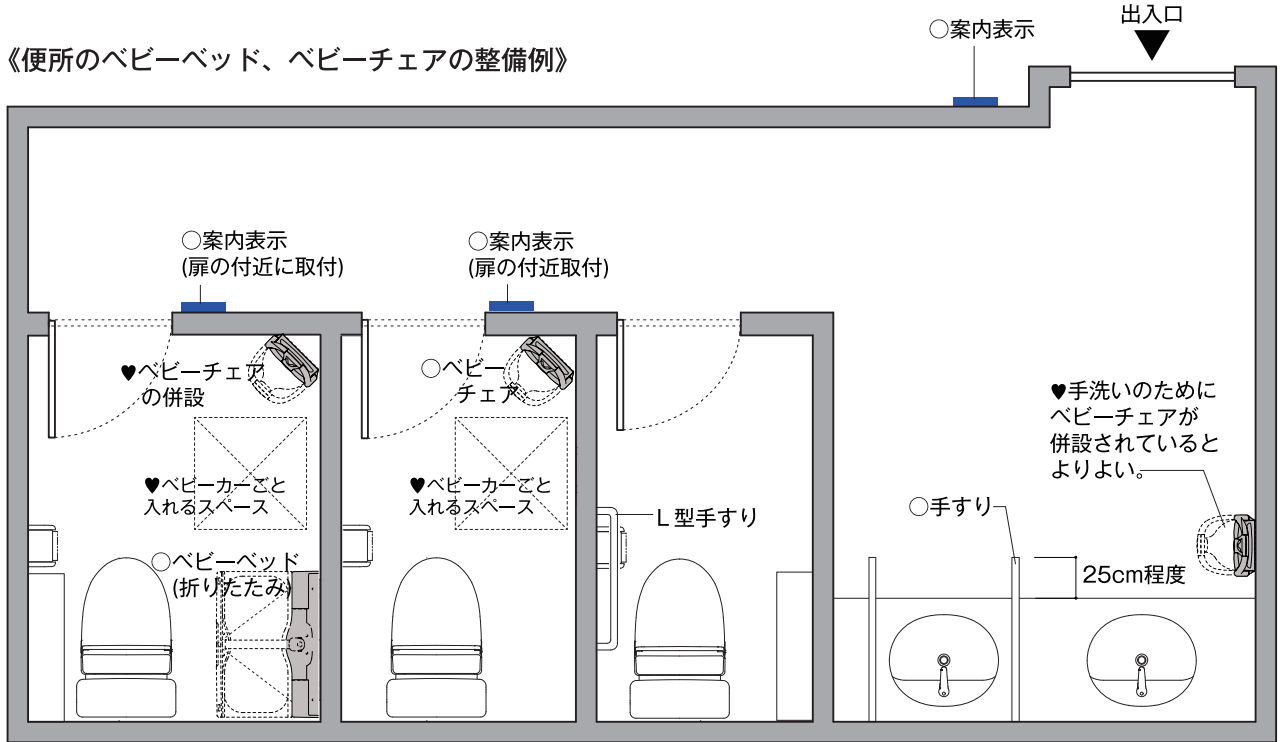 《便所のベビーベッド、ベビーチェアの整備例》
○案内表示
出入口
○案内表示
(扉の付近に取付)
○案内表示
(扉の付近取付)
♥ベビーチェア
の併設
○ベビー
チェア
♥手洗いのために
ベビーチェアが
併設されていると
よりよい。
♥ベビーカーごと
入れるスペース
♥ベビーカーごと
入れるスペース
L型手すり
○手すり
○ベビーベッド
(折りたたみ)
25cm程度